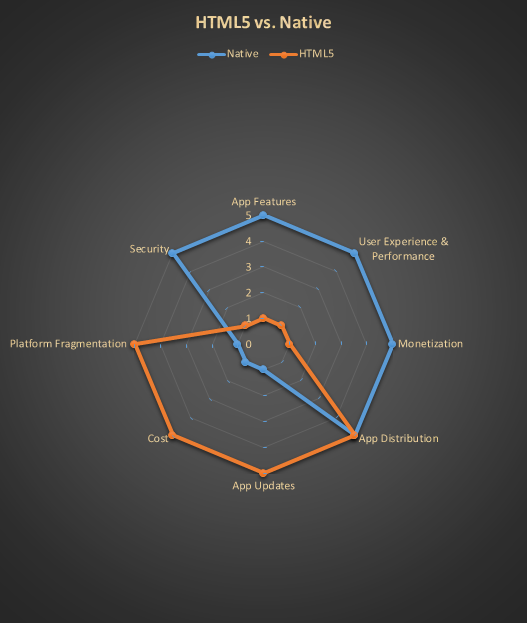 HTML5 vs. Native
Native
HTML5
App Features
5
4
3
2
1
0
User Experience &
Performance
Security
Platform Fragmentation
Monetization
Cost
App Distribution
App Updates